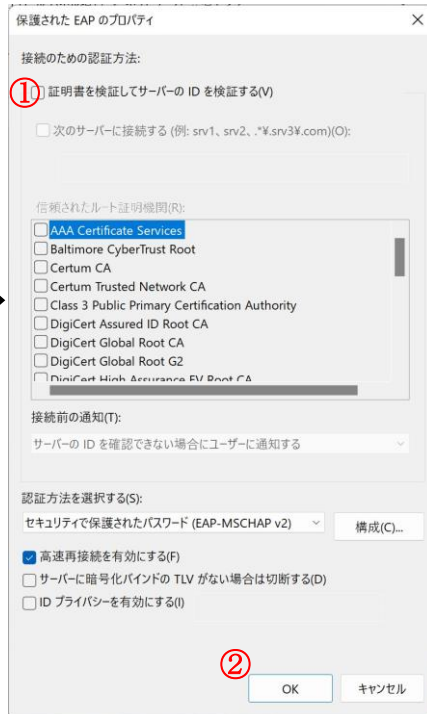 保護された EAP のプロパティ
接続のための認証方法:
① 証明書を検証してサーバーの ID を検証する(V)
次のサーバーに接続する (例: srv1、srv2、.*¥.srv3¥.com)(O):
信頼されたルート証明機関(R):
AAA Certificate Services
Baltimore CyberTrust Root
Certum CA
Certum Trusted Network CA
Class 3 Public Primary Certification Authority
DigiCert Assured ID Root CA
DigiCert Global Root CA
DigiCert Global Root G2
DigiCert High Assurance EV Root CA
接続前の通知(T):
サーバーの ID を確認できない場合にユーザーに通知する
認証方法を選択する(S):
セキュリティで保護されたパスワード (EAP-MSCHAP v2)
構成(C)...
高速再接続を有効にする(F)
サーバーに暗号化バインドの TLV がない場合は切断する(D)
ID プライバシーを有効にする(I)
②
OK
キャンセル